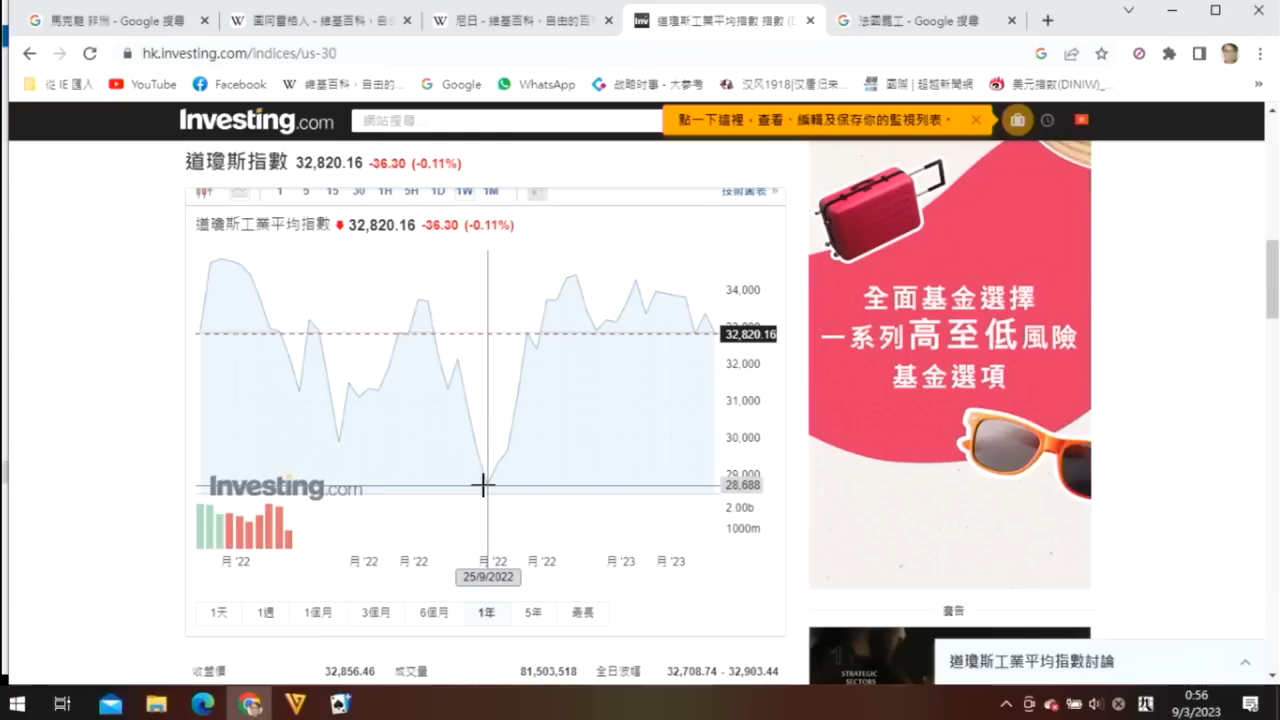 馬克龍 非洲 - Google 搜尋
圖阿雷格人 - 維基百科，自由
尼日 - 維基百科，自由的百
道瓊斯工業平均指數 指數 (D
法國罷工 - Google 搜尋
hk.investing.com/indices/us-30
從 IE 匯入
YouTube
Facebook
維基百科，自由的...
Google
WhatsApp
战略时事 - 大參考
汉风1918|汉唐归来...
國際 | 超越新聞網
美元指數(DINIW)_...
»
Investing.com
網站搜尋...
點一下這裡，查看、編輯及保存你的監視列表。
道瓊斯指數 32,820.16 -36.30 (-0.11%)
1 5 15 30 1H 5H 1D 1W 1M
技術圖表 »
道瓊斯工業平均指數 32,820.16 -36.30 (-0.11%)
34,000
32,820.16
32,000
31,000
30,000
29,000
28,688
2.00b
1000m
Investing.com
月 '22 月 '22 月 '22 月 '22 月 '22 月 '23 月 '23
25/9/2022
1天 1週 1個月 3個月 6個月 1年 5年 最長
收盤價 32,856.46 成交量 81,503,518 全日波幅 32,708.74 - 32,903.44
全面基金選擇
一系列高至低風險
基金選項
廣告
STRATEGIC
SECTORS
道瓊斯工業平均指數討論
0:56
9/3/2023